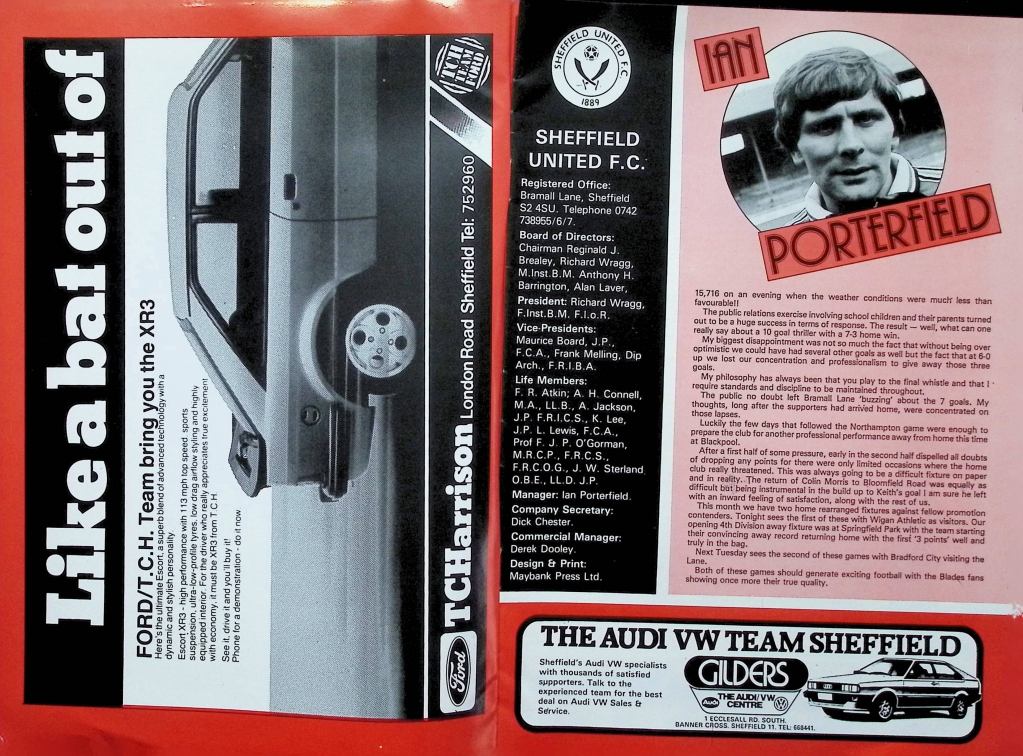 Like a bat out of
FORD/T.C.H. Team bring you the XR3
Here's the ultimate Escort, a superb blend of advanced technology with a
dynamic and stylish personality
Escort XR3 - high performance with 113 mph top speed, sports
suspension, ultra-low-profile tyres, low drag airflow styling and highly
equipped interior. For the driver who really appreciates true excitement
with economy, it must be XR3 from T C H
See it, drive it and you'll buy it!
Phone for a demonstration - do it now
TCH
TEAM
FORD
Ford
TCHarrison London Road Sheffield Tel: 752960
SHEFFIELD UNITED F.C.
1889
SHEFFIELD
UNITED F.C.
Registered Office:
Bramall Lane, Sheffield
S2 4SU. Telephone 0742
738955/6/7.
Board of Directors:
Chairman Reginald J.
Brealey, Richard Wragg,
M.Inst.B.M. Anthony H.
Barrington, Alan Laver,
President: Richard Wragg,
F.Inst.B.M. F.I.o.R.
Vice-Presidents:
Maurice Board, J.P.,
F.C.A., Frank Melling, Dip
Arch., F.R.I.B.A.
Life Members:
F. R. Atkin; A. H. Connell,
M.A., LL.B., A. Jackson,
J.P. F.R.I.C.S., K. Lee,
J.P. L. Lewis, F.C.A.,
Prof F. J. P. O'Gorman,
M.R.C.P., F.R.C.S.,
F.R.C.O.G., J. W. Sterland
O.B.E., LL.D. J.P.
Manager: Ian Porterfield.
Company Secretary:
Dick Chester.
Commercial Manager:
Derek Dooley.
Design & Print:
Maybank Press Ltd.
IAN
PORTERFIELD
15,716 on an evening when the weather conditions were much less than
favourable!!
The public relations exercise involving school children and their parents turned
out to be a huge success in terms of response. The result — well, what can one
really say about a 10 goal thriller with a 7-3 home win.
My biggest disappointment was not so much the fact that without being over
optimistic we could have had several other goals as well but the fact that at 6-0
up we lost our concentration and professionalism to give away those three
goals.
My philosophy has always been that you play to the final whistle and that I
require standards and discipline to be maintained throughout.
The public no doubt left Bramall Lane 'buzzing' about the 7 goals. My
thoughts, long after the supporters had arrived home, were concentrated on
those lapses.
Luckily the few days that followed the Northampton game were enough to
prepare the club for another professional performance away from home this time
at Blackpool.
After a first half of some pressure, early in the second half dispelled all doubts
of dropping any points for there were only limited occasions where the home
club really threatened. This was always going to be a difficult fixture on paper
and in reality. The return of Colin Morris to Bloomfield Road was equally as
difficult but being instrumental in the build up to Keith's goal I am sure he left
with an inward feeling of satisfaction, along with the rest of us.
This month we have two home rearranged fixtures against fellow promotion
contenders. Tonight sees the first of these with Wigan Athletic as visitors. Our
opening 4th Division away fixture was at Springfield Park with the team starting
their convincing away record returning home with the first '3 points' well and
truly in the bag.
Next Tuesday sees the second of these games with Bradford City visiting the
Lane.
Both of these games should generate exciting football with the Blades fans
showing once more their true quality.
THE AUDI VW TEAM SHEFFIELD
Sheffield's Audi VW specialists
with thousands of satisfied
supporters. Talk to the
experienced team for the best
deal on Audi VW Sales &
Service.
GILDERS
THE AUDI/VW
CENTRE
Audi
1 ECCLESALL RD. SOUTH.
BANNER CROSS. SHEFFIELD 11. TEL: 668441.